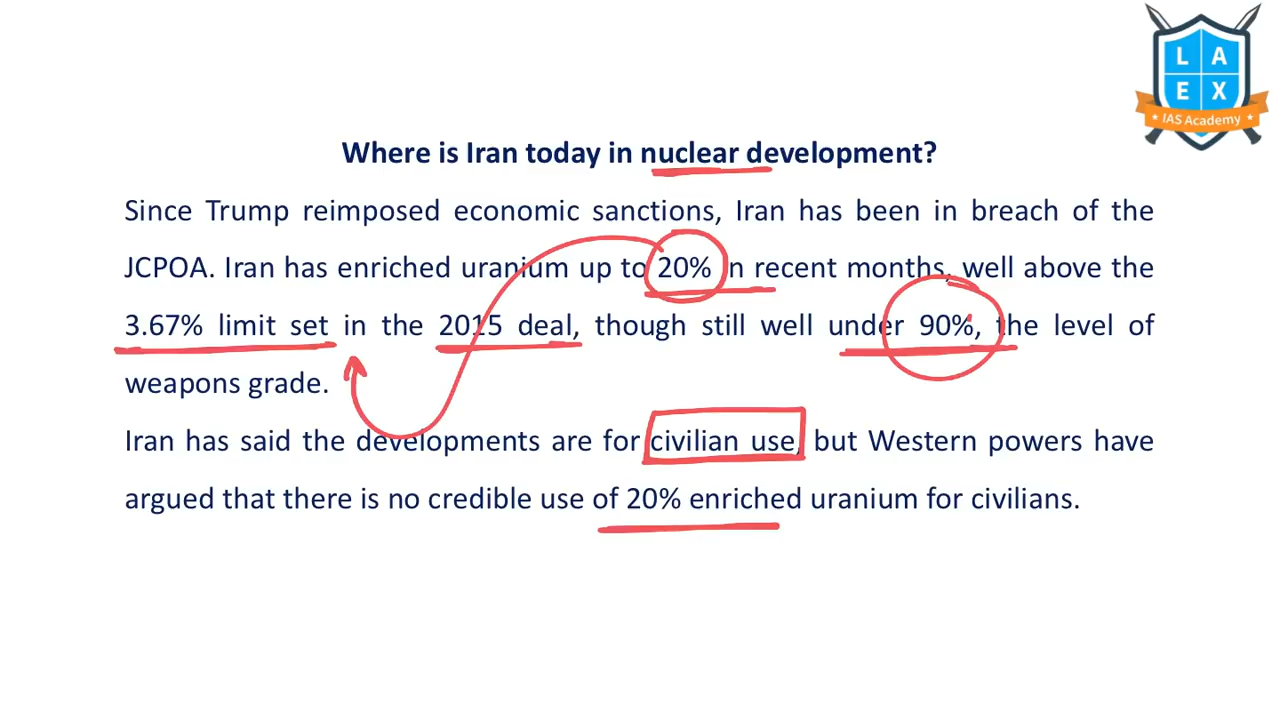 L A
E X
IAS Academy
Where is Iran today in nuclear development?
Since Trump reimposed economic sanctions, Iran has been in breach of the
JCPOA. Iran has enriched uranium up to 20% in recent months, well above the
3.67% limit set in the 2015 deal, though still well under 90%, the level of
weapons grade.
Iran has said the developments are for civilian use, but Western powers have
argued that there is no credible use of 20% enriched uranium for civilians.